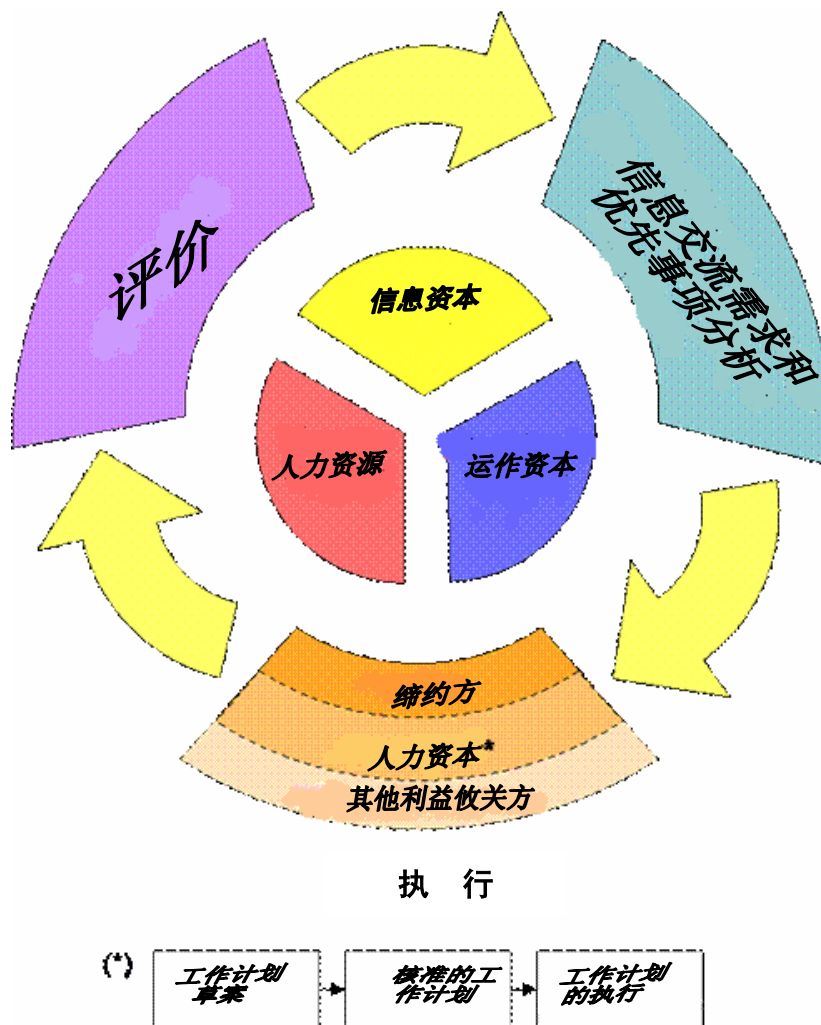 评价
信息交流需求和
优先事项分析
信息资本
人力资源
运作资本
缔约方
人力资本*
其他利益攸关方
执 行
(*)
工作计划
草案
核准的工
作计划
工作计划
的执行